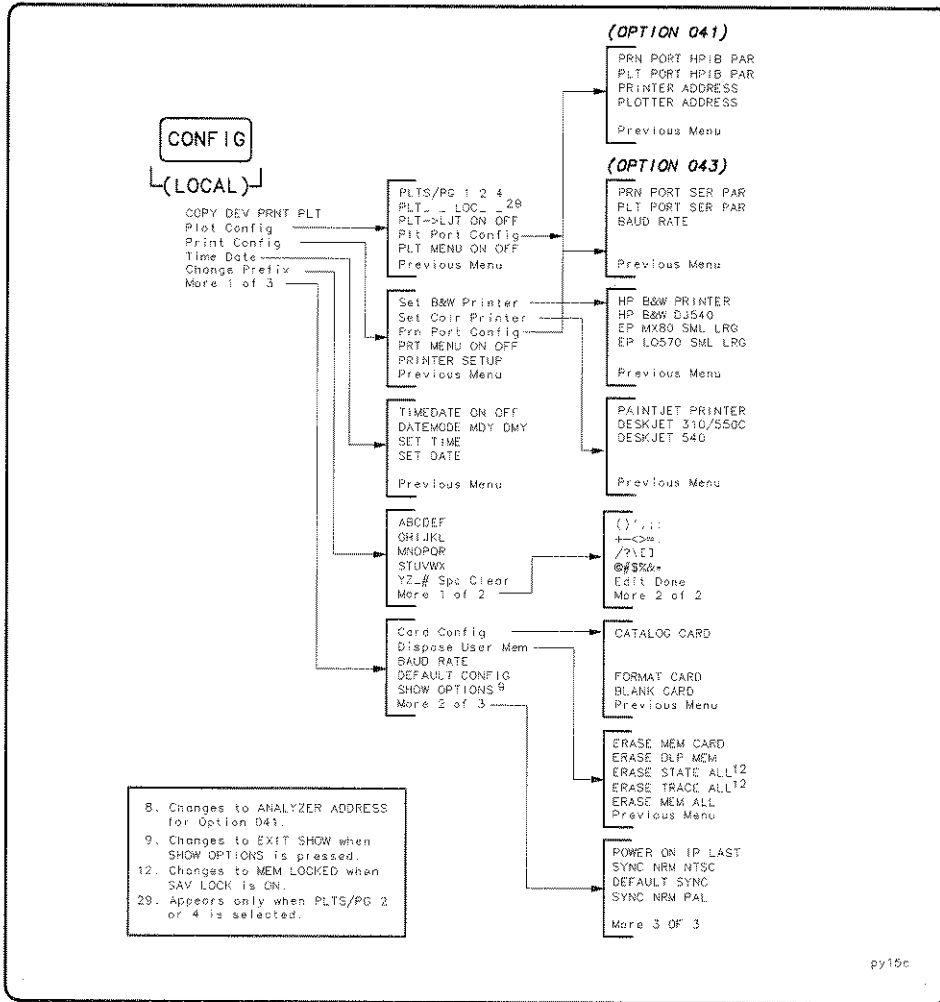 CONFIG
(LOCAL)
COPY DEV PRNT PLT
Plot Config
Print Config
Time Date
Change Prefix
More 1 of 3
PLTS/PG 1 2 4
PLT_ _ LOC_ _ 29
PLT->LJT ON OFF
Plt Port Config
PLT MENU ON OFF
Previous Menu
Set B&W Printer
Set Colr Printer
Prn Port Config
PRT MENU ON OFF
PRINTER SETUP
Previous Menu
TIMEDATE ON OFF
DATEMODE MDY DMY
SET TIME
SET DATE
Previous Menu
ABCDEF
GHIJKL
MNOPQR
STUVWX
YZ_# Spc Clear
More 1 of 2
Card Config
Dispose User Mem
BAUD RATE
DEFAULT CONFIG
SHOW OPTIONS 9
More 2 of 3
(OPTION 041)
PRN PORT HPIB PAR
PLT PORT HPIB PAR
PRINTER ADDRESS
PLOTTER ADDRESS
Previous Menu
(OPTION 043)
PRN PORT SER PAR
PLT PORT SER PAR
BAUD RATE
Previous Menu
HP B&W PRINTER
HP B&W DJ540
EP MX80 SML LRG
EP LQ570 SML LRG
Previous Menu
PAINTJET PRINTER
DESKJET 310/550C
DESKJET 540
Previous Menu
()',;:
+-<>=.
/?\[]
@#$%&*
Edit Done
More 2 of 2
CATALOG CARD
FORMAT CARD
BLANK CARD
Previous Menu
ERASE MEM CARD
ERASE DLP MEM
ERASE STATE ALL 12
ERASE TRACE ALL 12
ERASE MEM ALL
Previous Menu
POWER ON IP LAST
SYNC NRM NTSC
DEFAULT SYNC
SYNC NRM PAL
More 3 OF 3
8. Changes to ANALYZER ADDRESS
for Option 041.
9. Changes to EXIT SHOW when
SHOW OPTIONS is pressed.
12. Changes to MEM LOCKED when
SAV LOCK is ON.
29. Appears only when PLTS/PG 2
or 4 is selected.
py15c